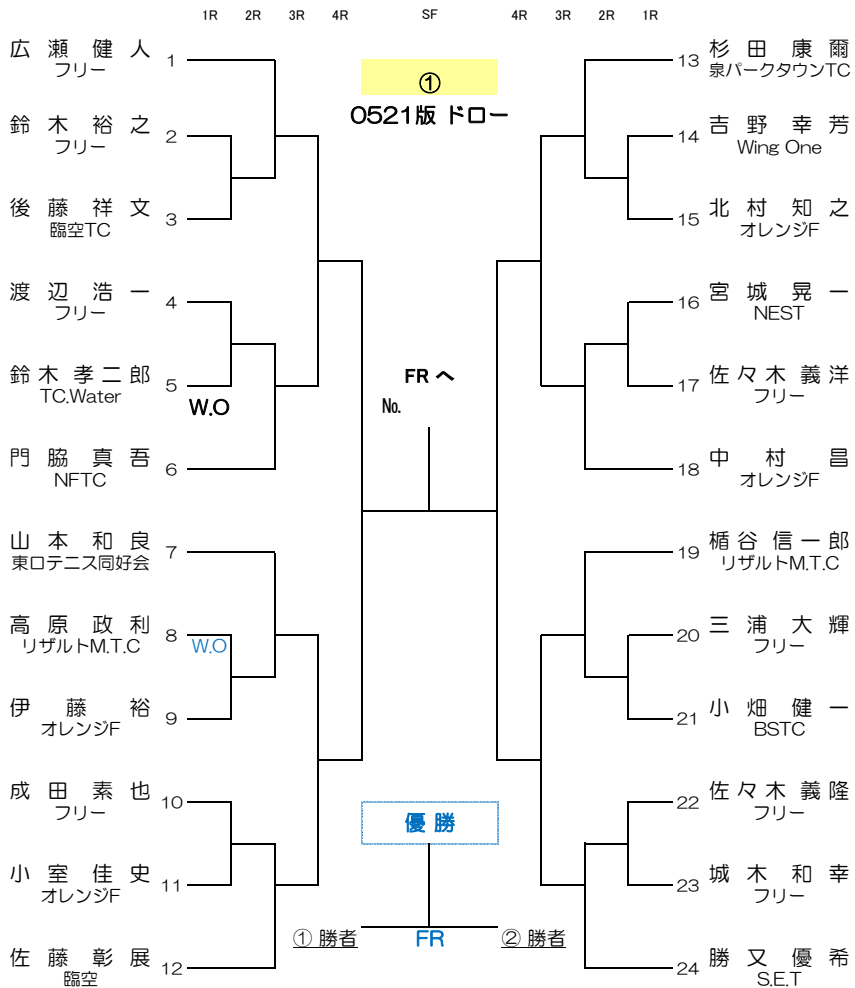 1R 2R 3R 4R SF 4R 3R 2R 1R
①
0521版 ドロー
広瀬健人 1
フリー
鈴木裕之 2
フリー
後藤祥文 3
臨空TC
渡辺浩一 4
フリー
鈴木孝二郎 5
TC.Water
W.O
門脇真吾 6
NFTC
山本和良 7
東口テニス同好会
高原政利 8
リザルトM.T.C
W.O
伊藤裕 9
オレンジF
成田素也 10
フリー
小室佳史 11
オレンジF
佐藤彰展 12
臨空
FR へ
No.
優勝
① 勝者 FR ② 勝者
13 杉田康爾
泉パークタウンTC
14 吉野幸芳
Wing One
15 北村知之
オレンジF
16 宮城晃一
NEST
17 佐々木義洋
フリー
18 中村昌
オレンジF
19 楯谷信一郎
リザルトM.T.C
20 三浦大輝
フリー
21 小畑健一
BSTC
22 佐々木義隆
フリー
23 城木和幸
フリー
24 勝又優希
S.E.T